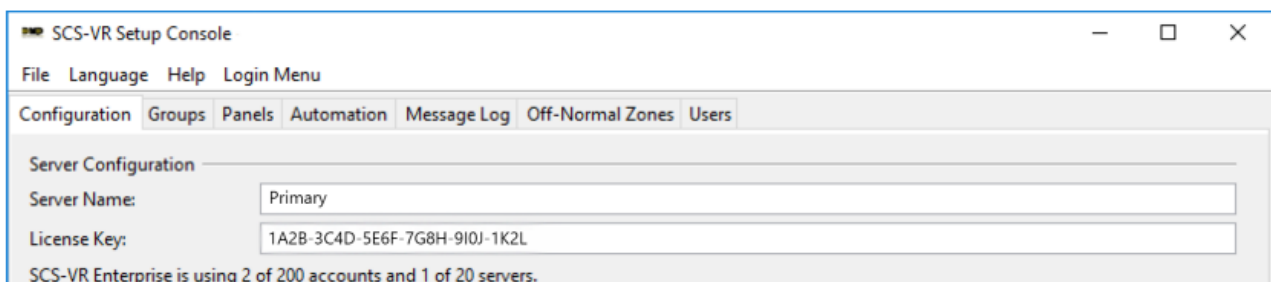 DMP SCS-VR Setup Console
File Language Help Login Menu
Configuration Groups Panels Automation Message Log Off-Normal Zones Users
Server Configuration
Server Name: Primary
License Key: 1A2B-3C4D-5E6F-7G8H-9I0J-1K2L
SCS-VR Enterprise is using 2 of 200 accounts and 1 of 20 servers.